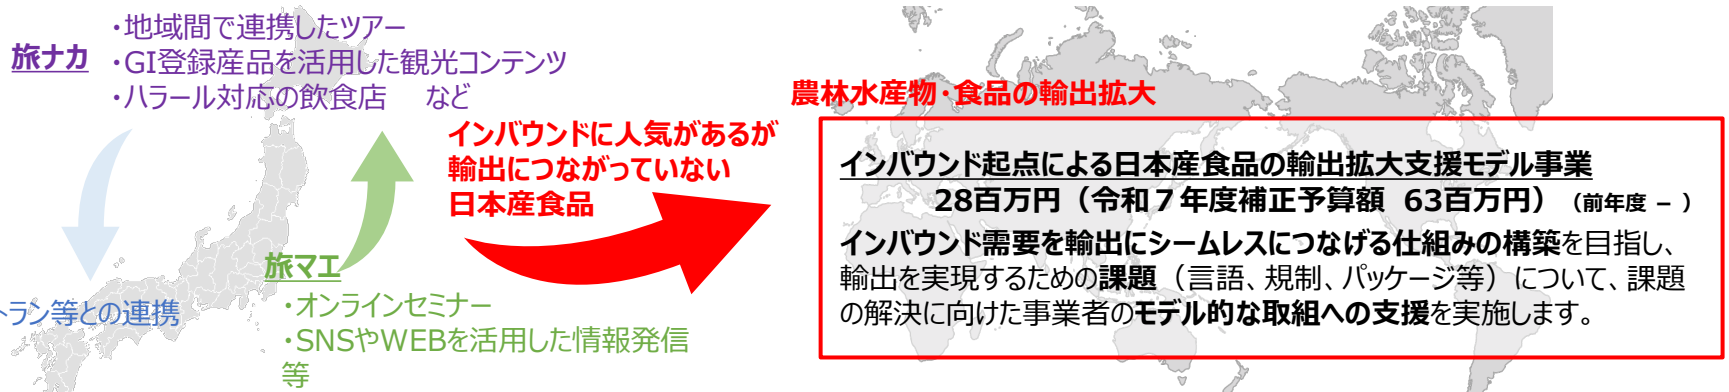 旅ナカ
・地域間で連携したツアー
・GI登録産品を活用した観光コンテンツ
・ハラール対応の飲食店　など
インバウンドに人気があるが
輸出につながっていない
日本産食品
旅マエ
・オンラインセミナー
・SNSやWEBを活用した情報発信
等
トラン等との連携
農林水産物・食品の輸出拡大
インバウンド起点による日本産食品の輸出拡大支援モデル事業
28百万円（令和７年度補正予算額 63百万円）（前年度 － ）
インバウンド需要を輸出にシームレスにつなげる仕組みの構築を目指し、
輸出を実現するための課題（言語、規制、パッケージ等）について、課題
の解決に向けた事業者のモデル的な取組への支援を実施します。